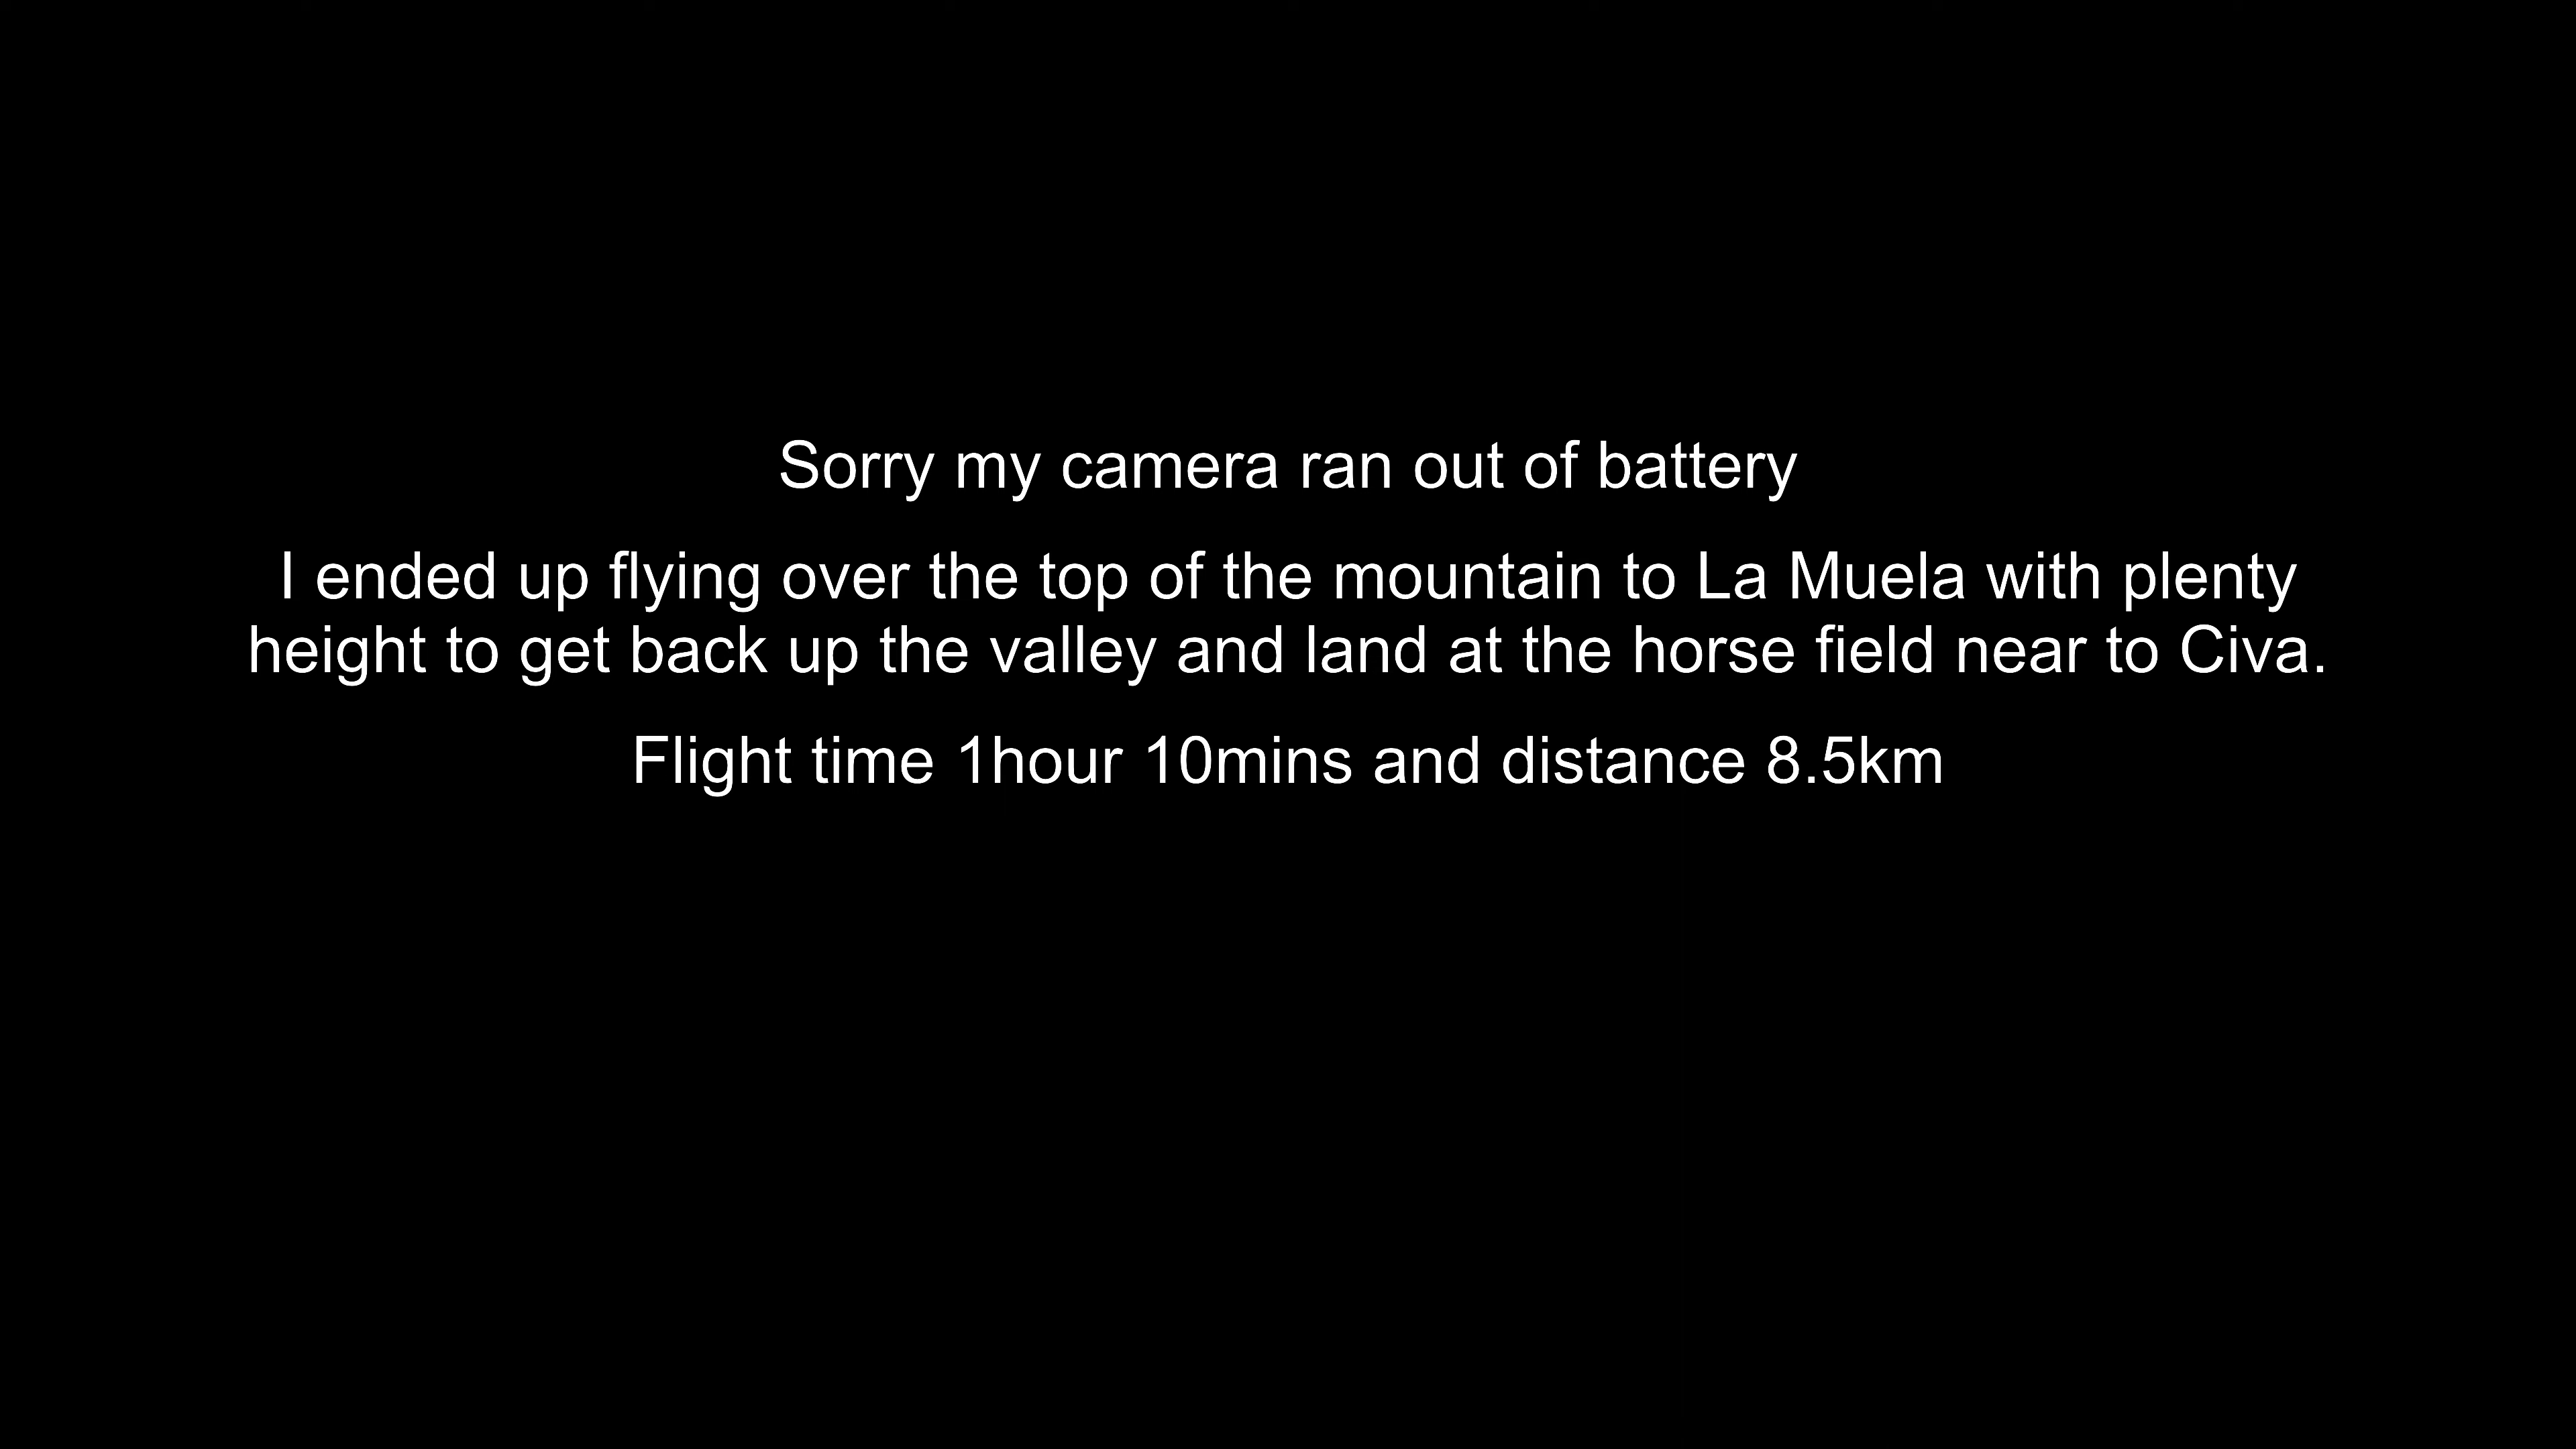 Sorry my camera ran out of battery
I ended up flying over the top of the mountain to La Muela with plenty
height to get back up the valley and land at the horse field near to Civa.
Flight time 1hour 10mins and distance 8.5km